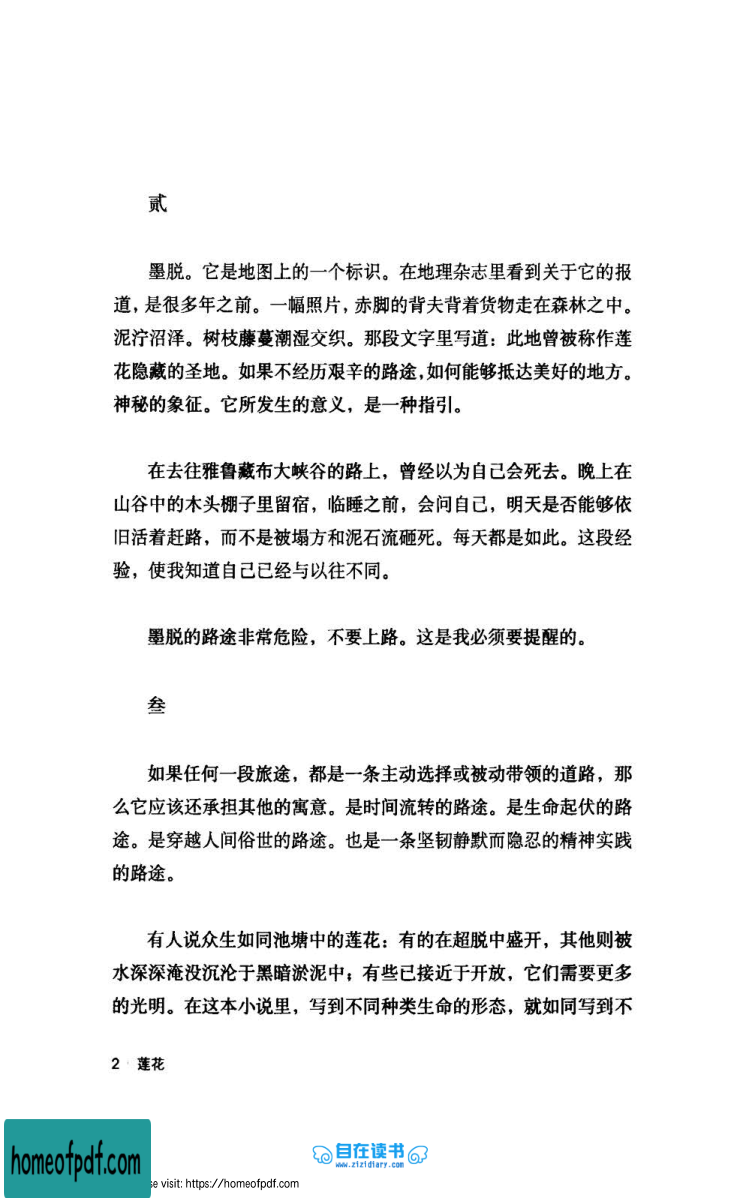 贰
墨脱。它是地图上的一个标识。在地理杂志里看到关于它的报
道，是很多年之前。一幅照片，赤脚的背夫背着货物走在森林之中。
泥泞沼泽。树枝藤蔓潮湿交织。那段文字里写道：此地曾被称作莲
花隐藏的圣地。如果不经历艰辛的路途，如何能够抵达美好的地方。
神秘的象征。它所发生的意义，是一种指引。
在去往雅鲁藏布大峡谷的路上，曾经以为自己会死去。晚上在
山谷中的木头棚子里留宿，临睡之前，会问自己，明天是否能够依
旧活着赶路，而不是被塌方和泥石流砸死。每天都是如此。这段经
验，使我知道自己已经与以往不同。
墨脱的路途非常危险，不要上路。这是我必须要提醒的。
叁
如果任何一段旅途，都是一条主动选择或被动带领的道路，那
么它应该还承担其他的寓意。是时间流转的路途。是生命起伏的路
途。是穿越人间俗世的路途。也是一条坚韧静默而隐忍的精神实践
的路途。
有人说众生如同池塘中的莲花：有的在超脱中盛开，其他则被
水深深淹没沉沦于黑暗淤泥中；有些已接近于开放，它们需要更多
的光明。在这本小说里，写到不同种类生命的形态，就如同写到不
2 莲花
自在读书
www.zizidiary.com
homeofpdf.com
se visit: https://homeofpdf.com